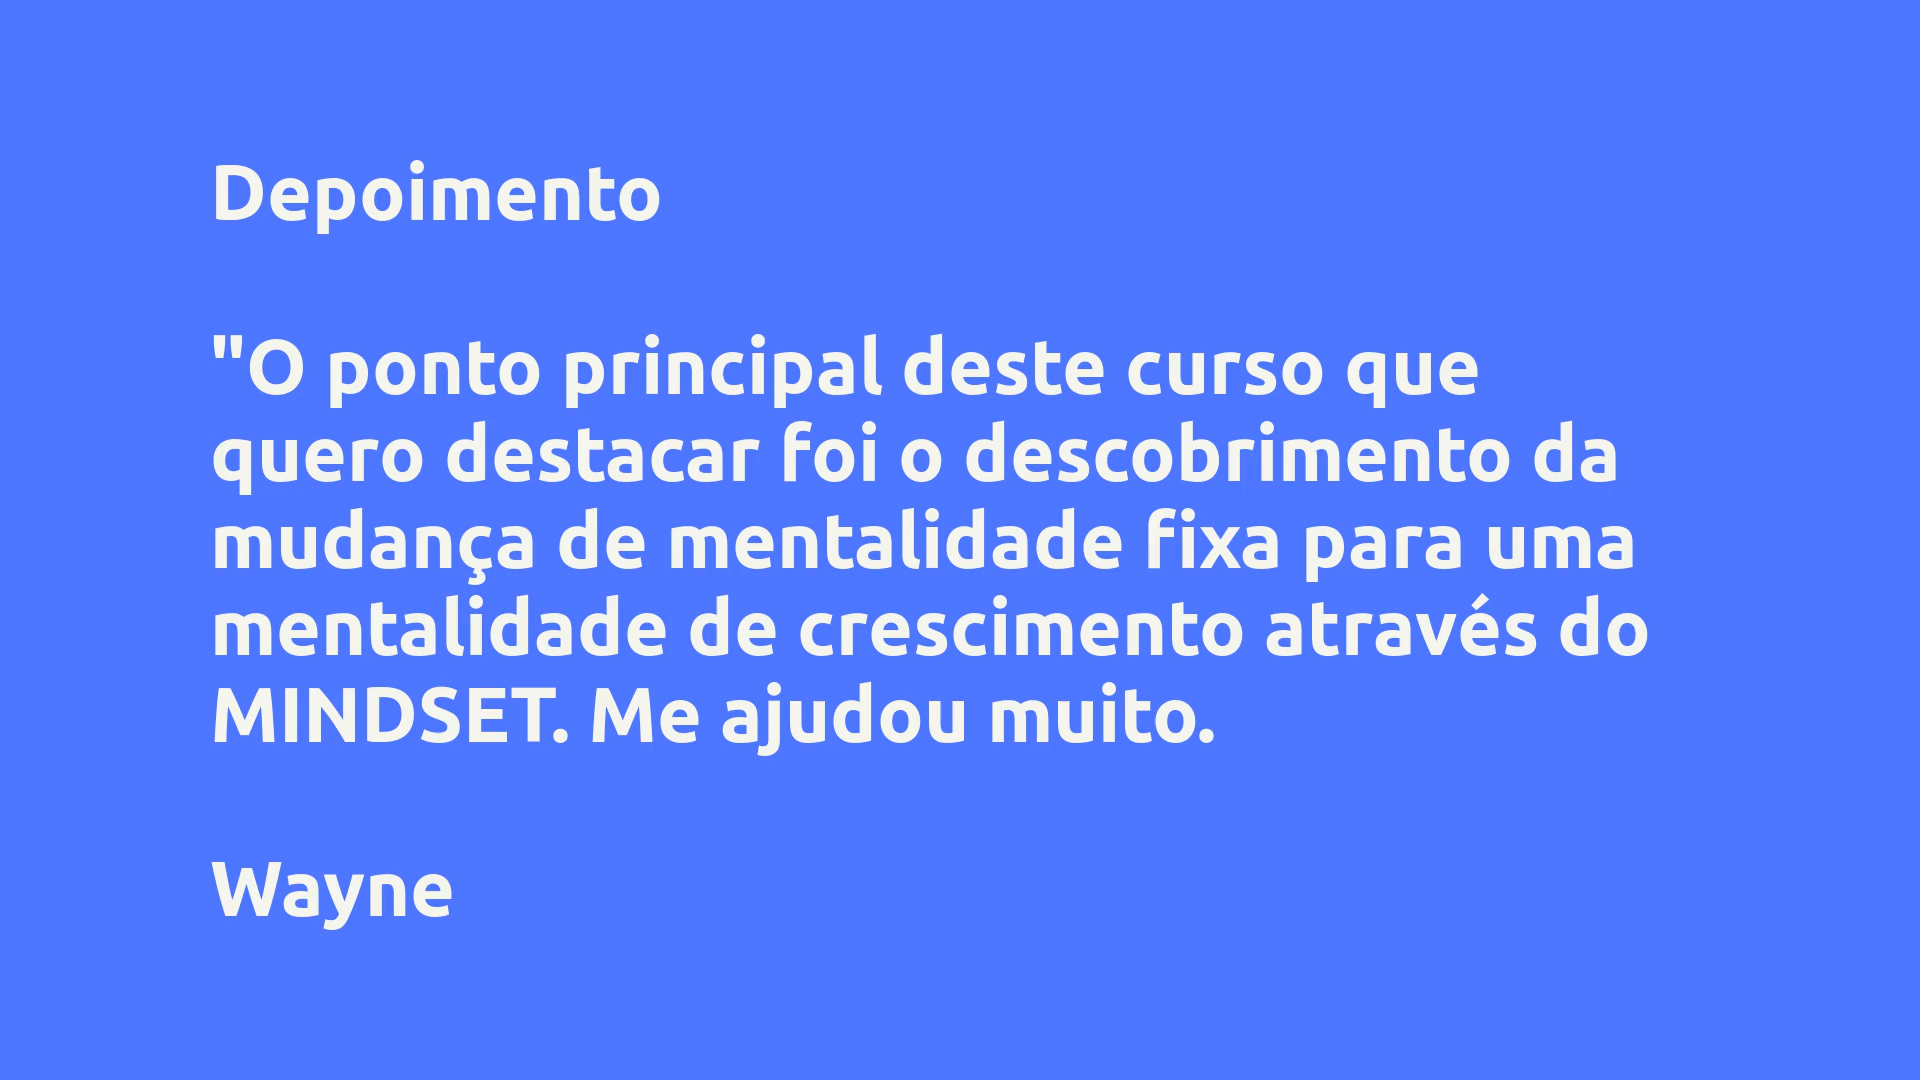 Depoimento
"O ponto principal deste curso que
quero destacar foi o descobrimento da
mudança de mentalidade fixa para uma
mentalidade de crescimento através do
MINDSET. Me ajudou muito.
Wayne